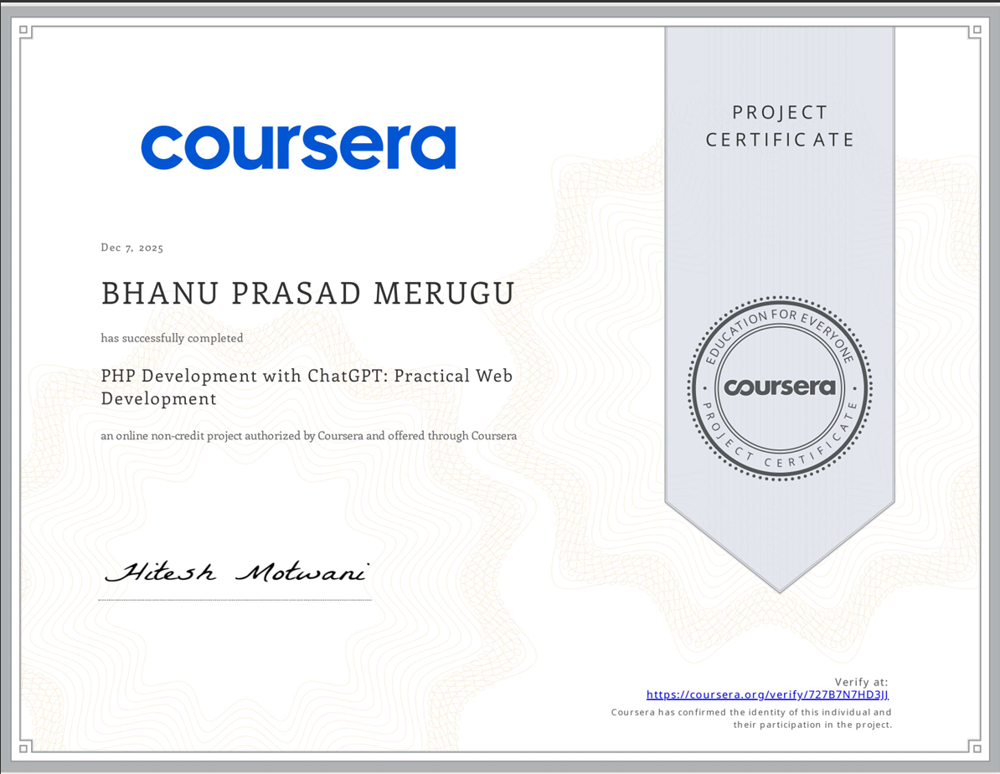 coursera
PROJECT
CERTIFICATE
Dec 7, 2025
BHANU PRASAD MERUGU
has successfully completed
PHP Development with ChatGPT: Practical Web
Development
an online non-credit project authorized by Coursera and offered through Coursera
EDUCATION FOR EVERYONE
coursera
PROJECT CERTIFICATE
Hitesh Motwani
Verify at:
https://coursera.org/verify/727B7N7HD3JJ
Coursera has confirmed the identity of this individual and
their participation in the project.